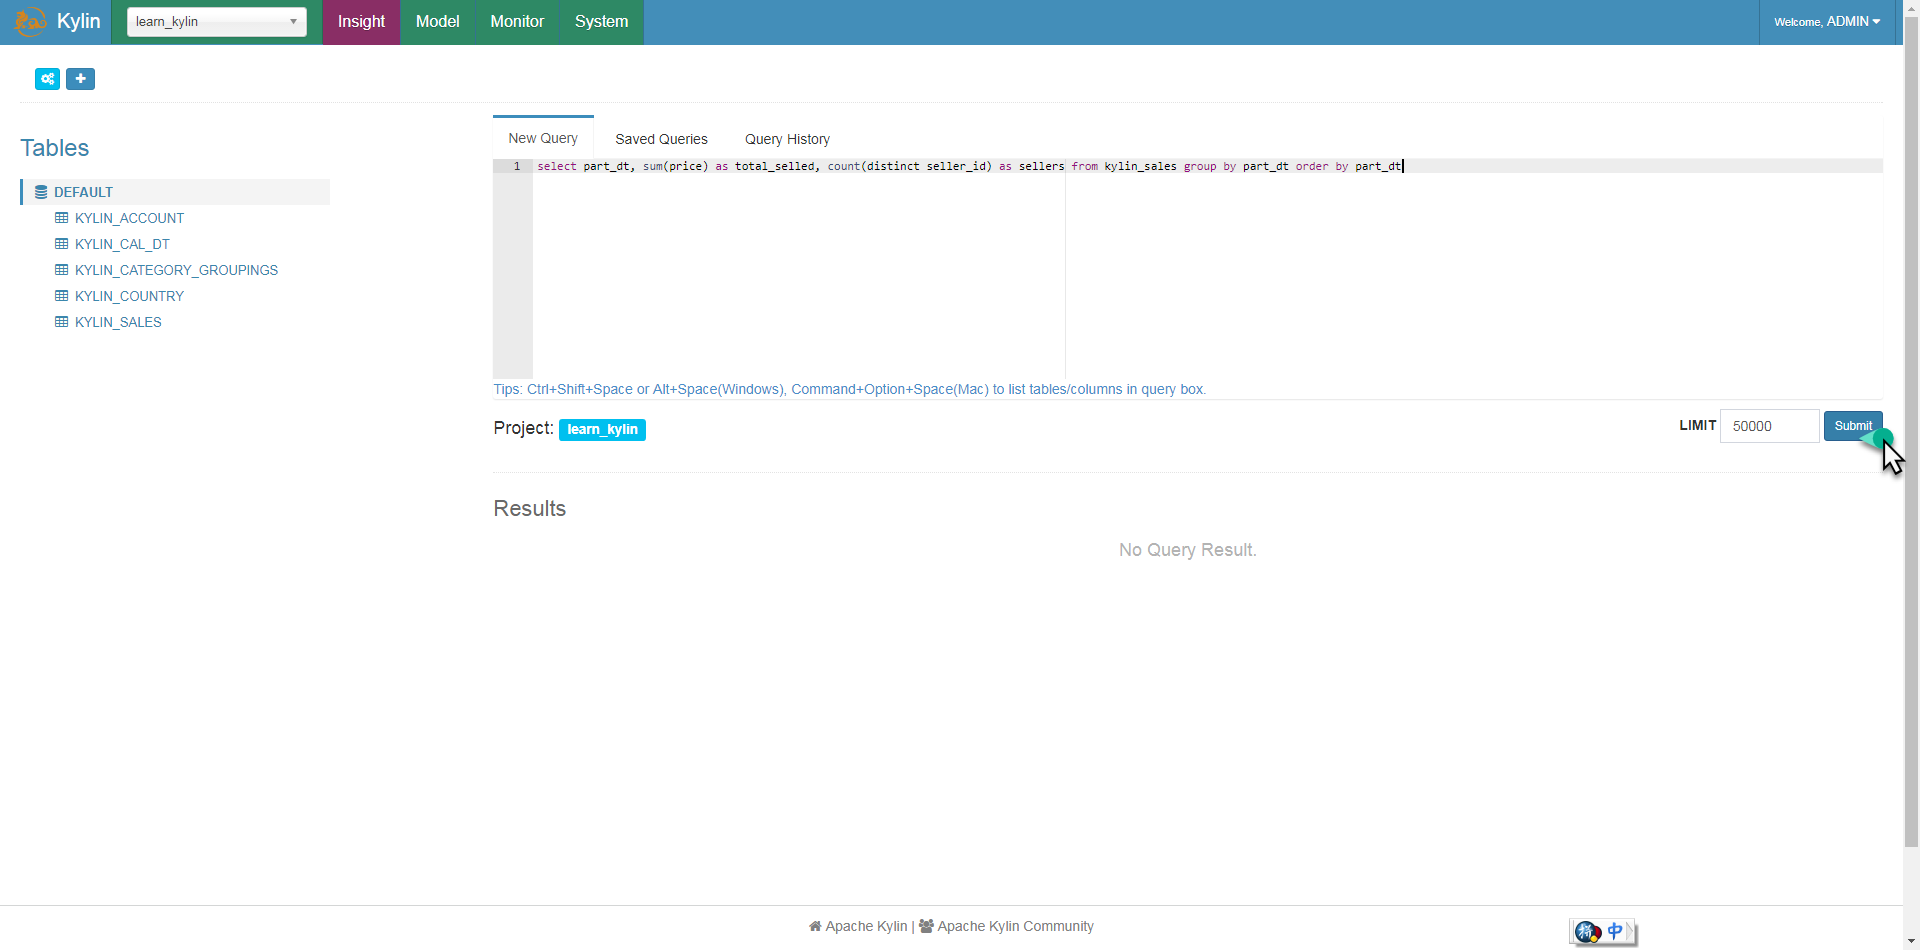 Kylin
learn_kylin
Insight
Model
Monitor
System
Welcome, ADMIN
Tables
DEFAULT
KYLIN_ACCOUNT
KYLIN_CAL_DT
KYLIN_CATEGORY_GROUPINGS
KYLIN_COUNTRY
KYLIN_SALES
New Query
Saved Queries
Query History
1 select part_dt, sum(price) as total_selled, count(distinct seller_id) as sellers from kylin_sales group by part_dt order by part_dt
Tips: Ctrl+Shift+Space or Alt+Space(Windows), Command+Option+Space(Mac) to list tables/columns in query box.
Project: learn_kylin
LIMIT 50000 Submit
Results
No Query Result.
Apache Kylin | Apache Kylin Community
拼 中